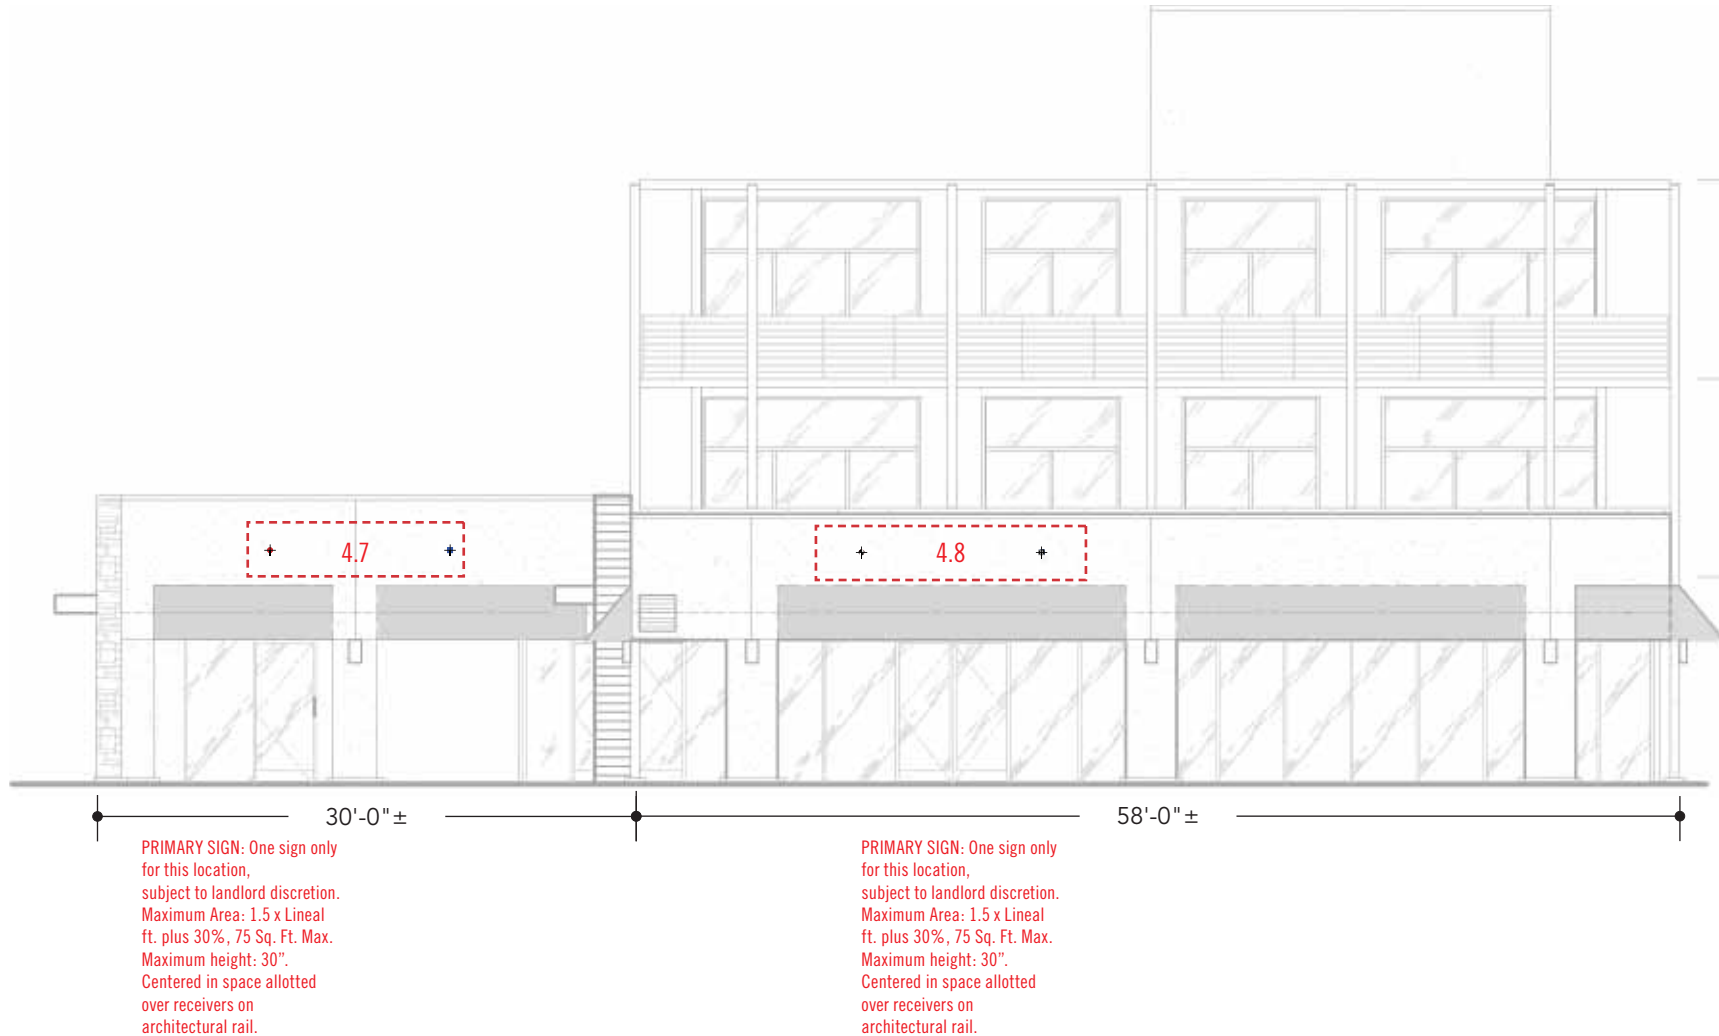 4.7
4.8
30'-0"±
58'-0"±
PRIMARY SIGN: One sign only
for this location,
subject to landlord discretion.
Maximum Area: 1.5 x Lineal
ft. plus 30%, 75 Sq. Ft. Max.
Maximum height: 30”.
Centered in space allotted
over receivers on
architectural rail.
PRIMARY SIGN: One sign only
for this location,
subject to landlord discretion.
Maximum Area: 1.5 x Lineal
ft. plus 30%, 75 Sq. Ft. Max.
Maximum height: 30”.
Centered in space allotted
over receivers on
architectural rail.